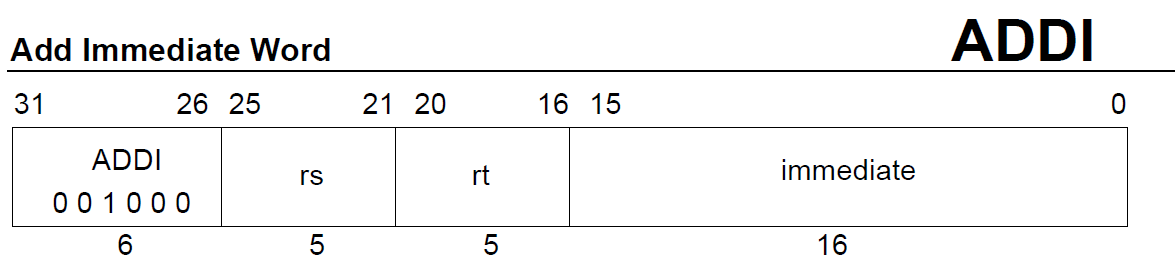 Add Immediate Word ADDI
31 26 25 21 20 16 15 0
ADDI
0 0 1 0 0 0
rs rt immediate
6 5 5 16